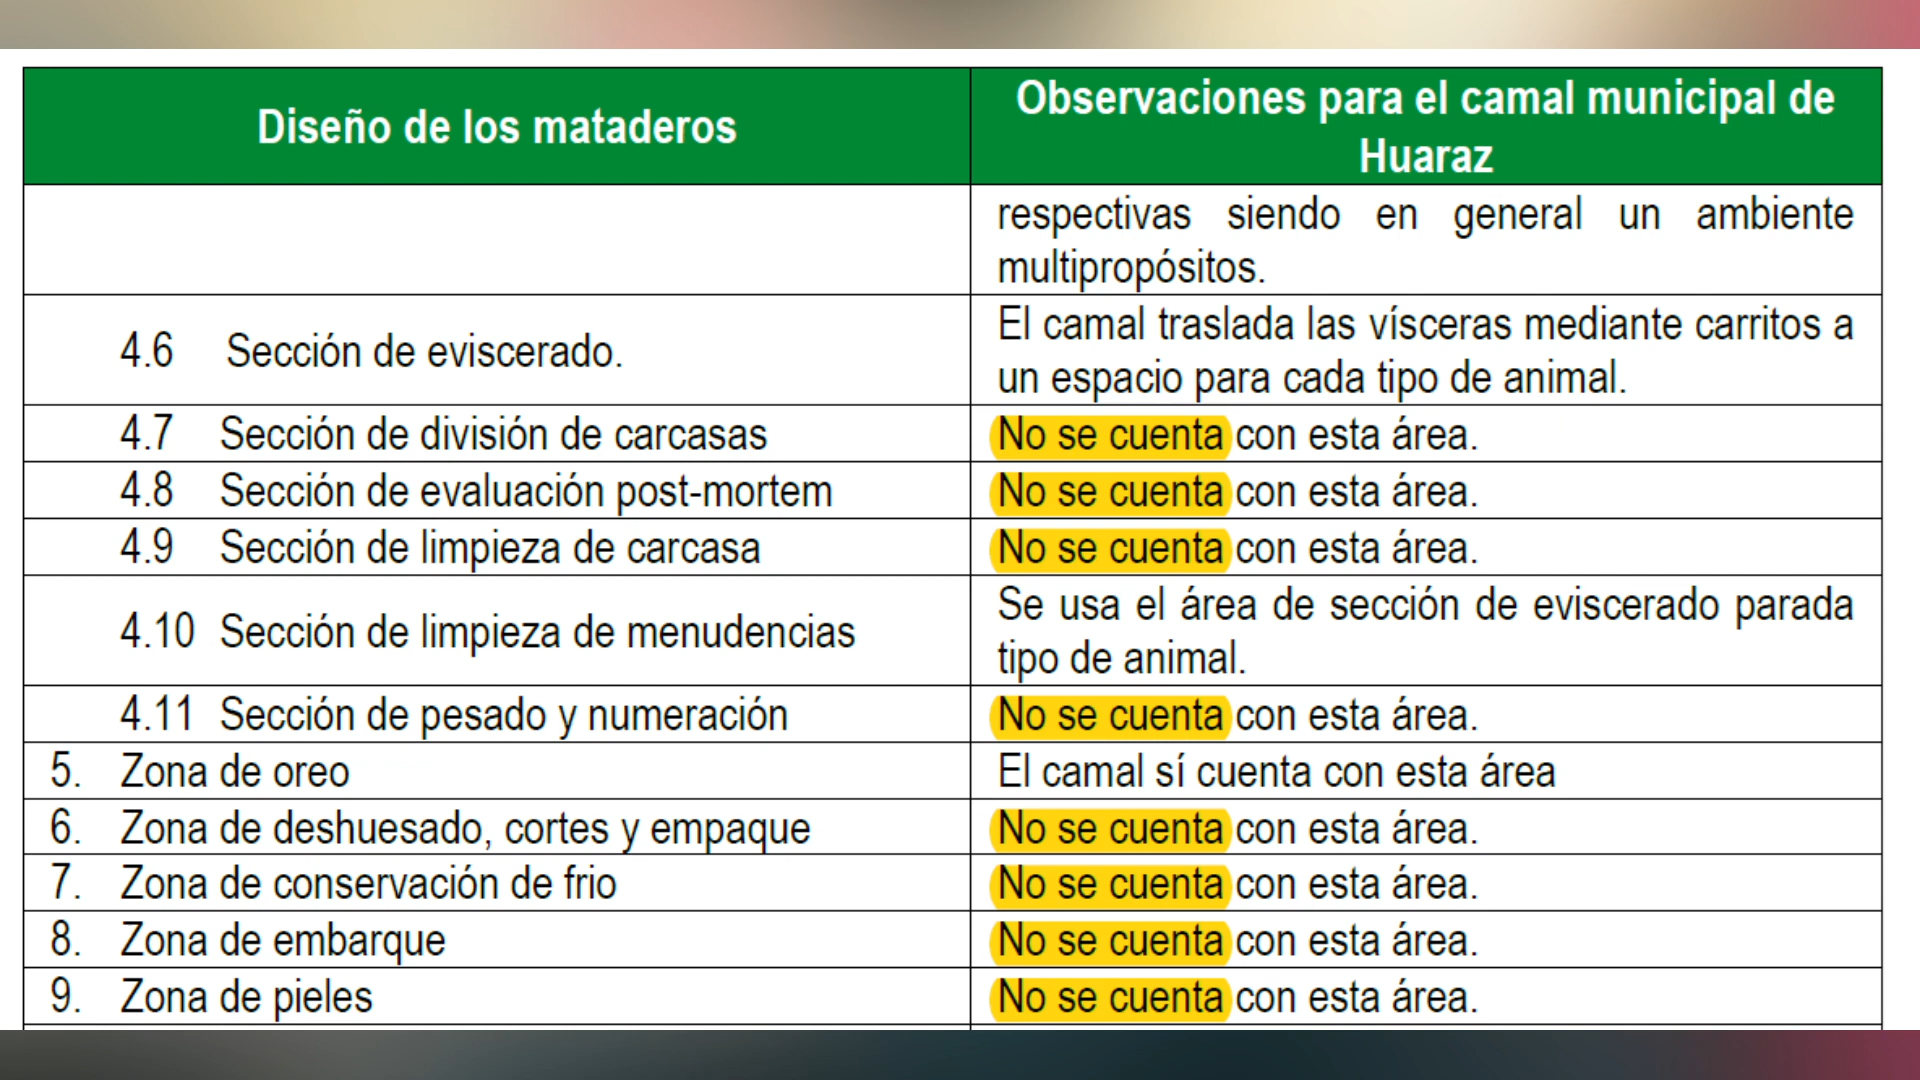 Diseño de los mataderos
Observaciones para el camal municipal de
Huaraz
respectivas siendo en general un ambiente
multipropósitos.
4.6 Sección de eviscerado.
El camal traslada las vísceras mediante carritos a
un espacio para cada tipo de animal.
4.7 Sección de división de carcasas
No se cuenta con esta área.
4.8 Sección de evaluación post-mortem
No se cuenta con esta área.
4.9 Sección de limpieza de carcasa
No se cuenta con esta área.
4.10 Sección de limpieza de menudencias
Se usa el área de sección de eviscerado parada
tipo de animal.
4.11 Sección de pesado y numeración
No se cuenta con esta área.
5. Zona de oreo
El camal sí cuenta con esta área
6. Zona de deshuesado, cortes y empaque
No se cuenta con esta área.
7. Zona de conservación de frio
No se cuenta con esta área.
8. Zona de embarque
No se cuenta con esta área.
9. Zona de pieles
No se cuenta con esta área.